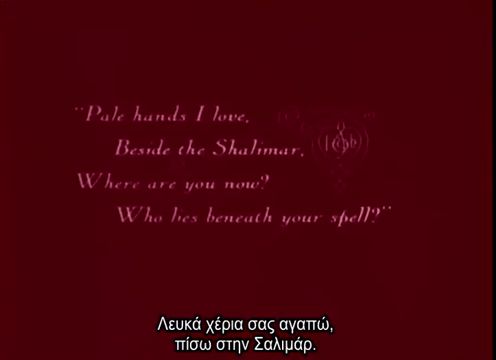 "Pale hands I love,
Beside the Shalimar,
Where are you now?
Who lies beneath your spell?"
Λευκά χέρια σας αγαπώ,
πίσω στην Σαλιμάρ.